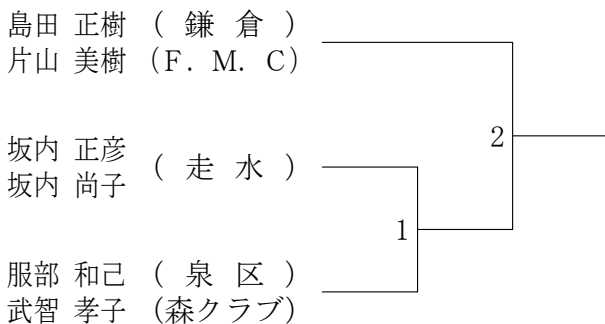 島田 正樹 ( 鎌 倉 )
片山 美樹 (F. M. C)
2
坂内 正彦
坂内 尚子
( 走 水 )
1
服部 和己 ( 泉 区 )
武智 孝子 (森クラブ)